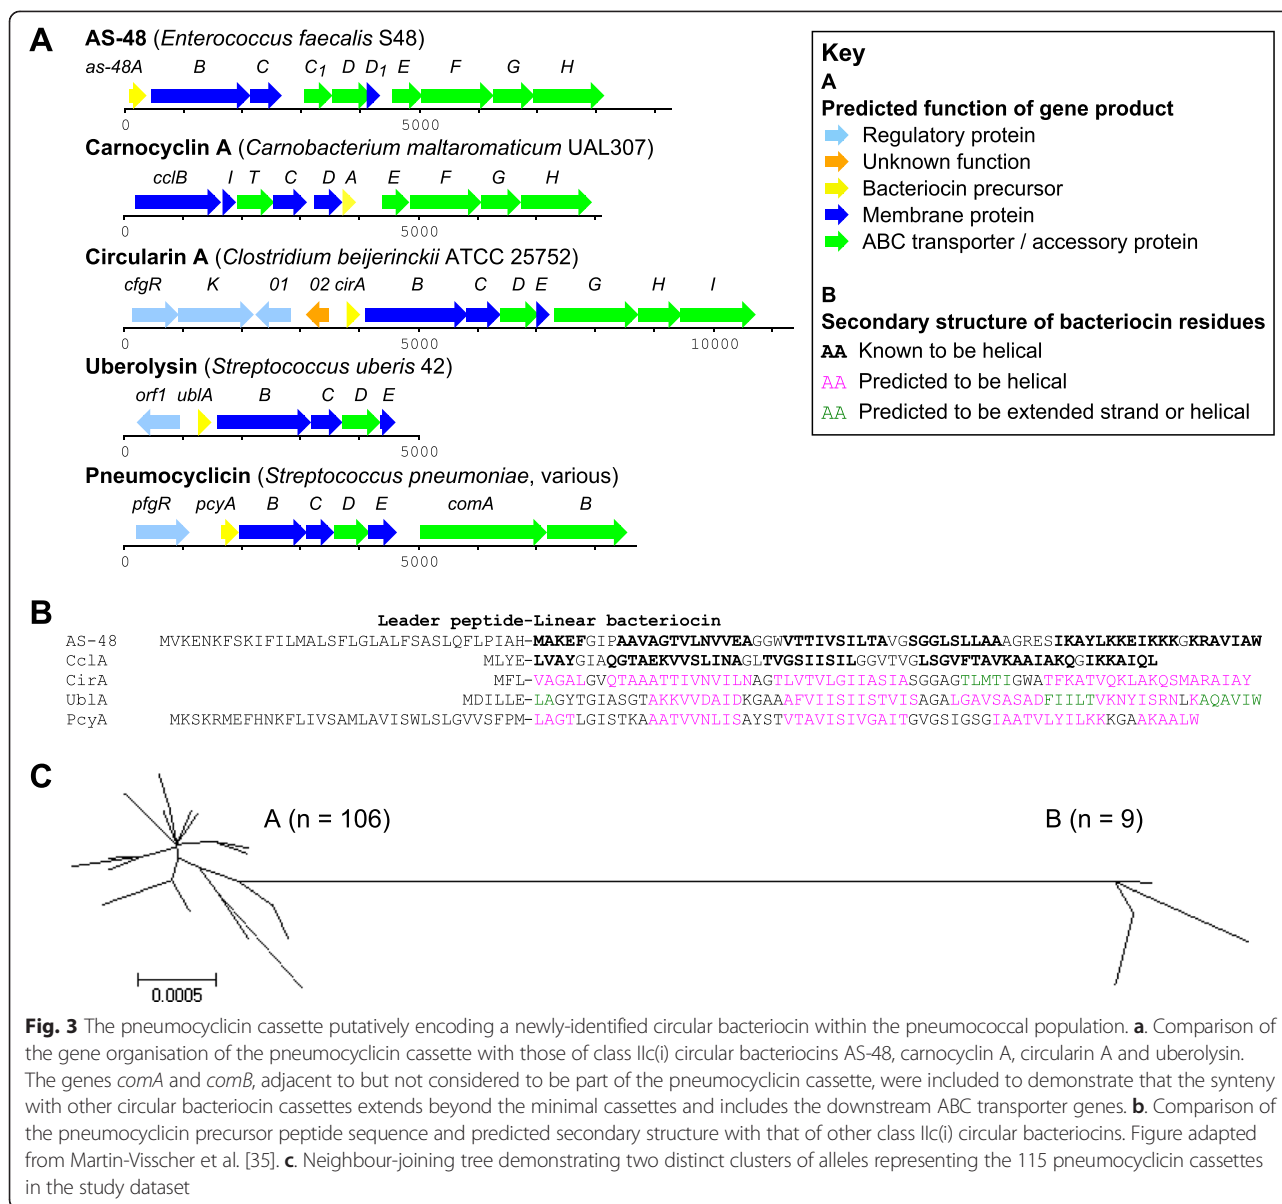 A
AS-48 (Enterococcus faecalis S48)
as-48A B C C1 D D1 E F G H
0 5000
Carnocyclin A (Carnobacterium maltaromaticum UAL307)
cclB I T C D A E F G H
0 5000
Circularin A (Clostridium beijerinckii ATCC 25752)
cfgR K 01 02 cirA B C D E G H I
0 5000 10000
Uberolysin (Streptococcus uberis 42)
orf1 ublA B C D E
0 5000
Pneumocyclicin (Streptococcus pneumoniae, various)
pfgR pcyA B C D E comA B
0 5000
Key
A
Predicted function of gene product
Regulatory protein
Unknown function
Bacteriocin precursor
Membrane protein
ABC transporter / accessory protein
B
Secondary structure of bacteriocin residues
AA Known to be helical
AA Predicted to be helical
AA Predicted to be extended strand or helical
B
Leader peptide-Linear bacteriocin
AS-48 MVKENKFSKIFILMALSFLGLALFSASLQFLPIAH-MAKEFGIPAAVAGTVLNVVEAGGWVTTIVSILTAVGSGGLSLLAAAGRESIKAYLKKEIKKKGKRAVIAW
CclA MLYE-LVAYGIAQGTAEKVVSLINAGLTVGSIISILGGVTVGLSGVFTAVKAAIAKQGIKKAIQL
CirA MFL-VAGALGVQTAAATTIVNVILNAGTLVTVLGIIASIASGGAGTLMTIGWATFKATVQKLAKQSMARAIAY
UblA MDILLE-LAGYTGIASGTAKKVVDAIDKGAAAFVIISIISTVISAGALGAVSASADFIILTVKNYISRNLKAQAVIW
PcyA MKSKRMEFHNKFLIVSAMLAVISWLSLGVVSFPM-LAGTLGISTKAAATVVNLISAYSTVTAVISIVGAITGVGSIGSGIAATVLYILKKKGAAKAALW
C
A (n = 106)
B (n = 9)
0.0005
Fig. 3 The pneumocyclicin cassette putatively encoding a newly-identified circular bacteriocin within the pneumococcal population. a. Comparison of
the gene organisation of the pneumocyclicin cassette with those of class IIc(i) circular bacteriocins AS-48, carnocyclin A, circularin A and uberolysin.
The genes comA and comB, adjacent to but not considered to be part of the pneumocyclicin cassette, were included to demonstrate that the synteny
with other circular bacteriocin cassettes extends beyond the minimal cassettes and includes the downstream ABC transporter genes. b. Comparison of
the pneumocyclicin precursor peptide sequence and predicted secondary structure with that of other class IIc(i) circular bacteriocins. Figure adapted
from Martin-Visscher et al. [35]. c. Neighbour-joining tree demonstrating two distinct clusters of alleles representing the 115 pneumocyclicin cassettes
in the study dataset